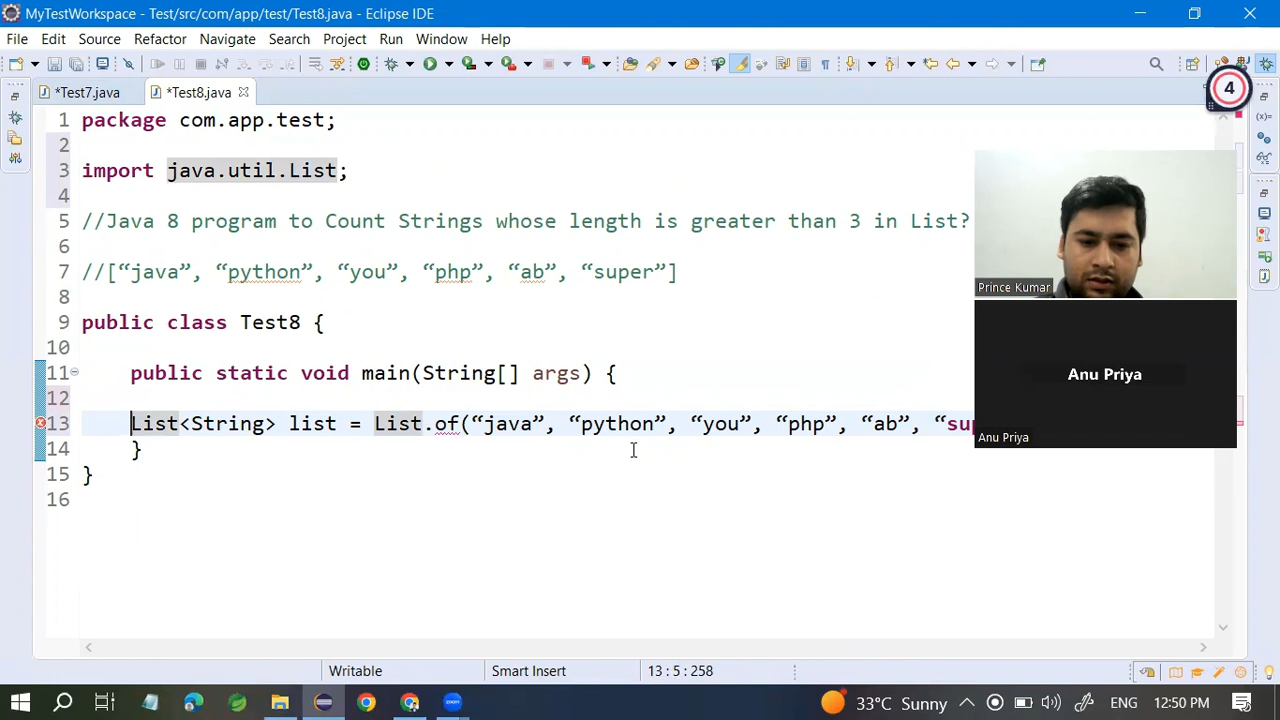 MyTestWorkspace - Test/src/com/app/test/Test8.java - Eclipse IDE
File Edit Source Refactor Navigate Search Project Run Window Help
*Test7.java *Test8.java
4
1 package com.app.test;
2
3 import java.util.List;
4
5 //Java 8 program to Count Strings whose length is greater than 3 in List?
6
7 //[“java”, “python”, “you”, “php”, “ab”, “super”]
8
9 public class Test8 {
10
11 public static void main(String[] args) {
12
13 List<String> list = List.of(“java”, “python”, “you”, “php”, “ab”, “sup
14 }
15 }
16
Prince Kumar
Anu Priya
Anu Priya
Writable Smart Insert 13 : 5 : 258
33°C Sunny ENG 12:50 PM